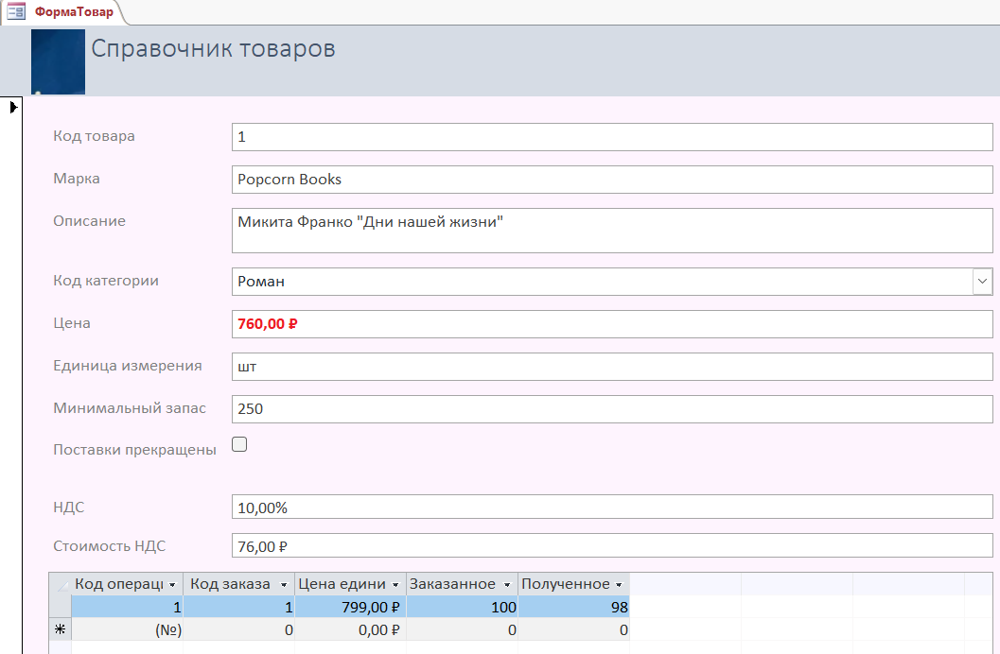 ФормаТовар
Справочник товаров
Код товара 1
Марка Popcorn Books
Описание Микита Франко "Дни нашей жизни"
Код категории Роман
Цена 760,00 ₽
Единица измерения шт
Минимальный запас 250
Поставки прекращены
НДС 10,00%
Стоимость НДС 76,00 ₽
Код операц Код заказа Цена едини Заказанное Полученное
1 1 799,00 ₽ 100 98
(№) 0 0,00 ₽ 0 0